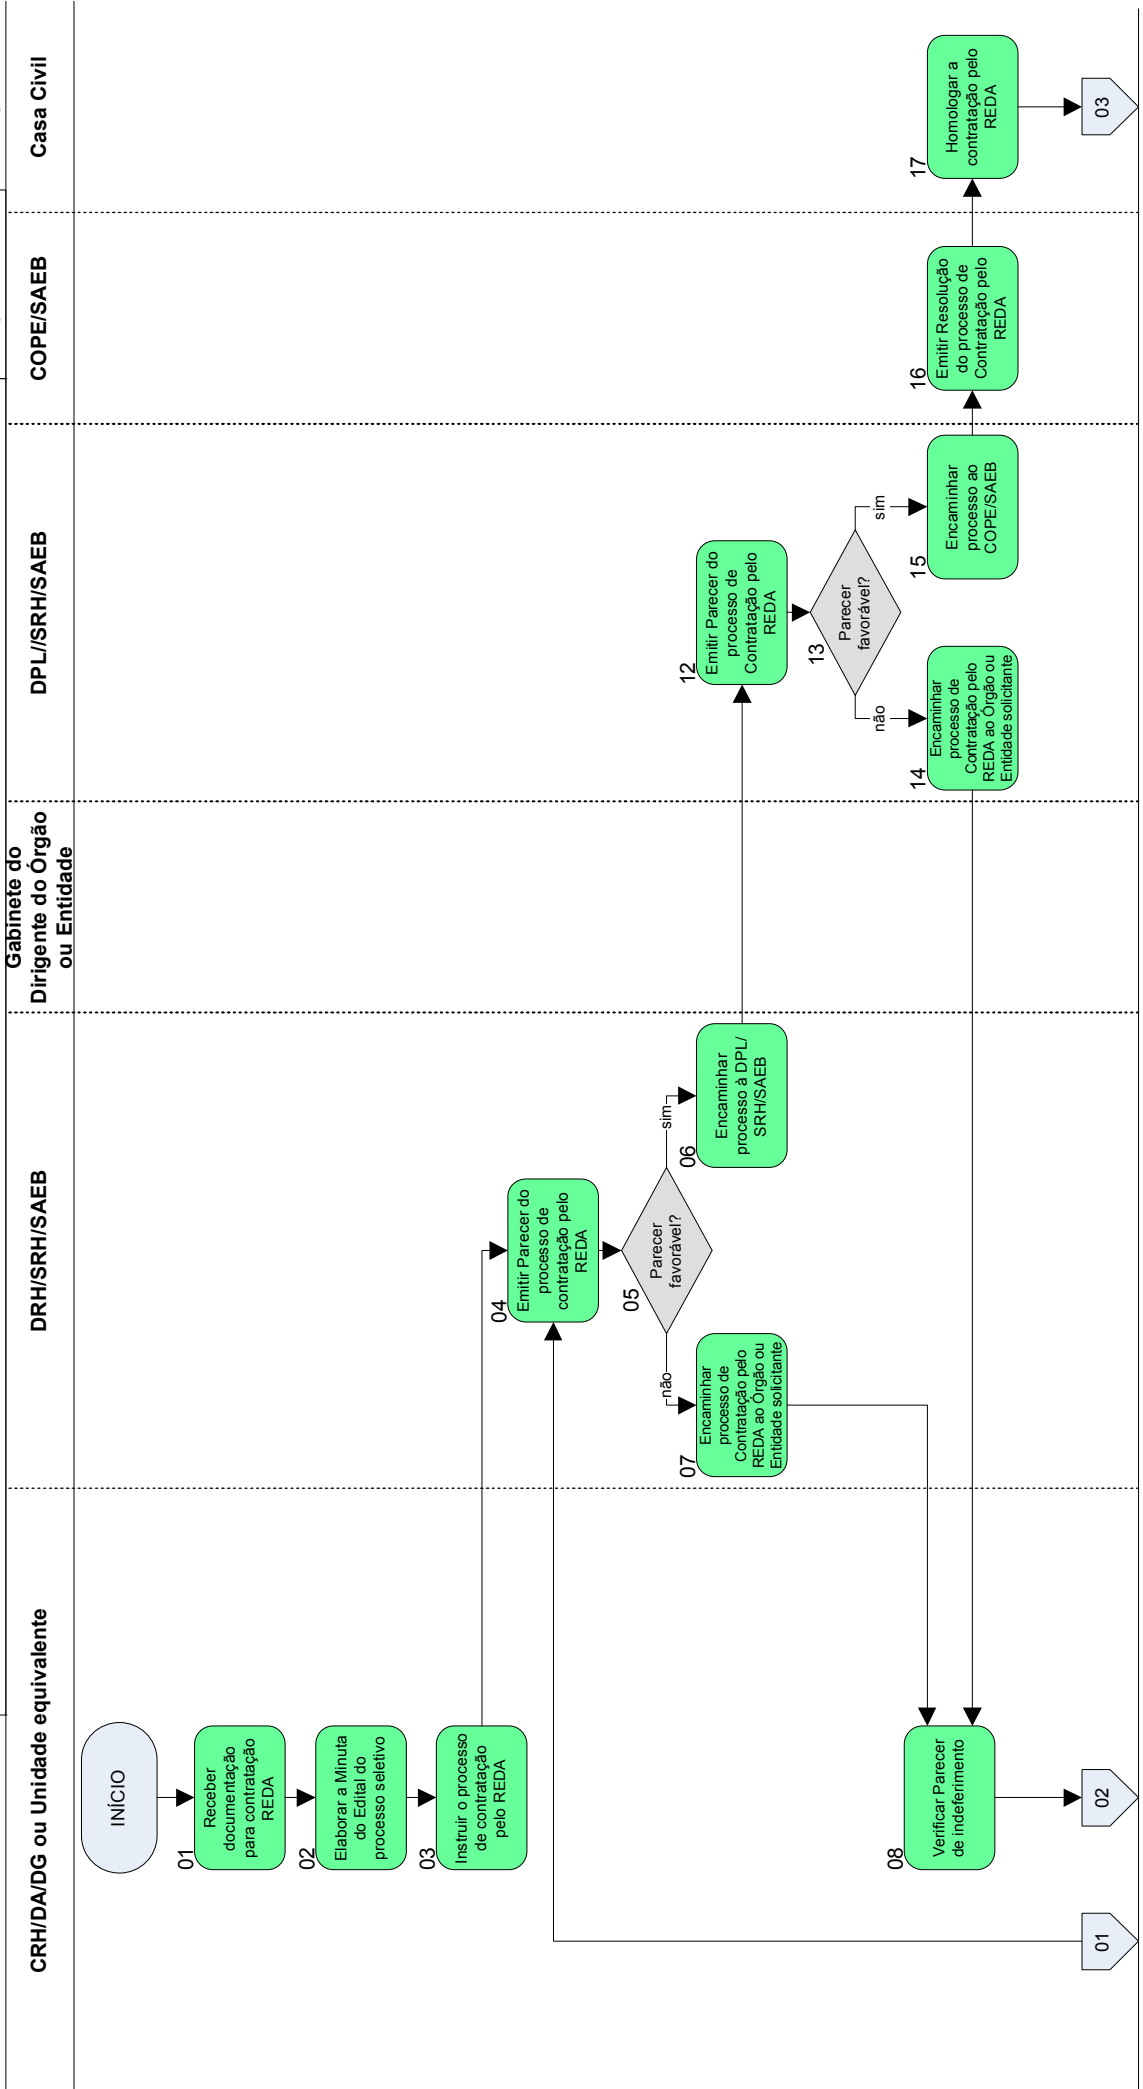 CRH/DA/DG ou Unidade equivalente
DRH/SRH/SAEB
Gabinete do
Dirigente do Órgão
ou Entidade
DPL//SRH/SAEB
COPE/SAEB
Casa Civil
INÍCIO
01
Receber
documentação
para contratação
REDA
02
Elaborar a Minuta
do Edital do
processo seletivo
03
Instruir o processo
de contratação
pelo REDA
04
Emitir Parecer do
processo de
contratação pelo
REDA
05
Parecer
favorável?
não
sim
06
Encaminhar
processo à DPL/
SRH/SAEB
07
Encaminhar
processo de
Contratação pelo
REDA ao Órgão ou
Entidade solicitante
12
Emitir Parecer do
processo de
Contratação pelo
REDA
13
Parecer
favorável?
não
sim
08
Verificar Parecer
de indeferimento
14
Encaminhar
processo de
Contratação pelo
REDA ao Órgão ou
Entidade solicitante
15
Encaminhar
processo ao
COPE/SAEB
16
Emitir Resolução
do processo de
Contratação pelo
REDA
17
Homologar a
contratação pelo
REDA
01
02
03